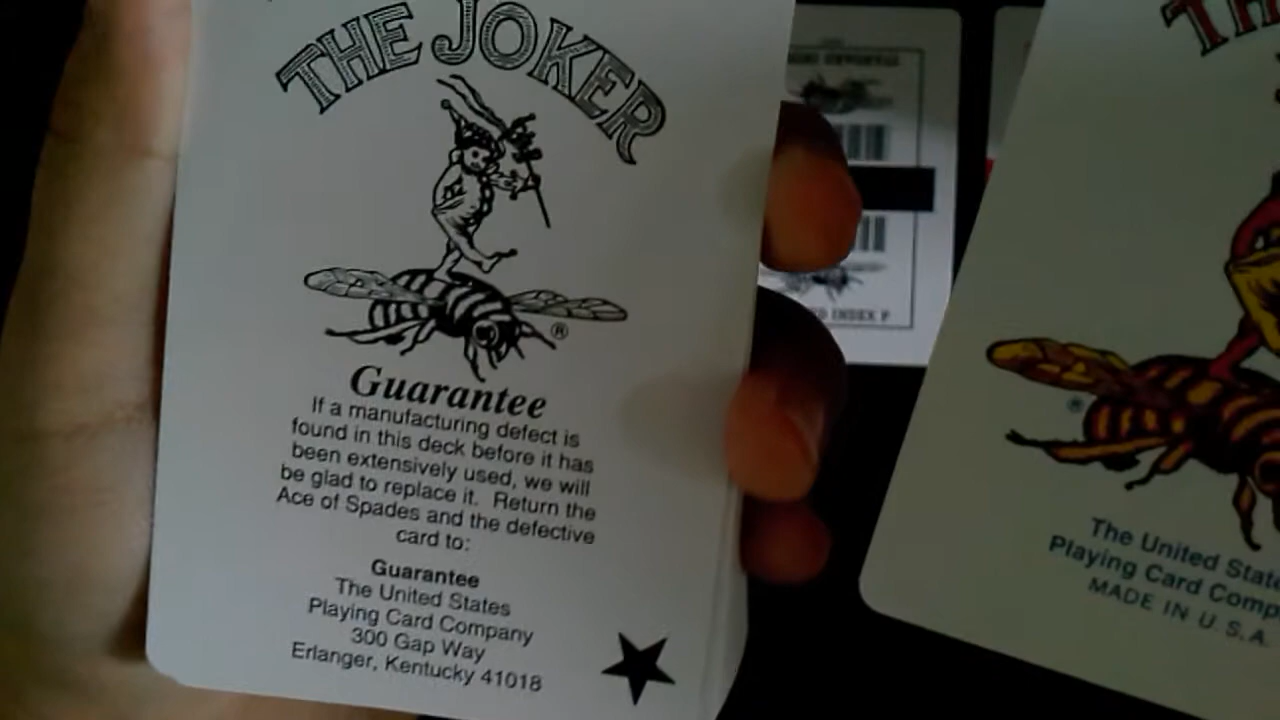 THE JOKER
®
Guarantee
If a manufacturing defect is
found in this deck before it has
been extensively used, we will
be glad to replace it. Return the
Ace of Spades and the defective
card to:
Guarantee
The United States
Playing Card Company
300 Gap Way
Erlanger, Kentucky 41018
INDEX P
®
The United State
Playing Card Comp
MADE IN U.S.A.